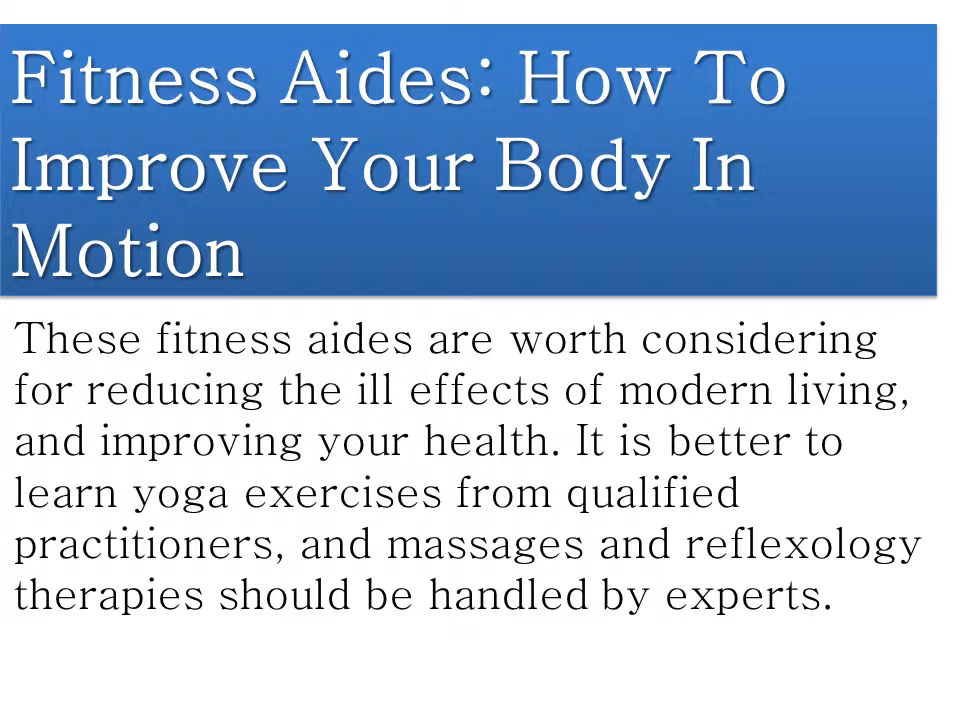 Fitness Aides: How To
Improve Your Body In
Motion
These fitness aides are worth considering
for reducing the ill effects of modern living,
and improving your health. It is better to
learn yoga exercises from qualified
practitioners, and massages and reflexology
therapies should be handled by experts.